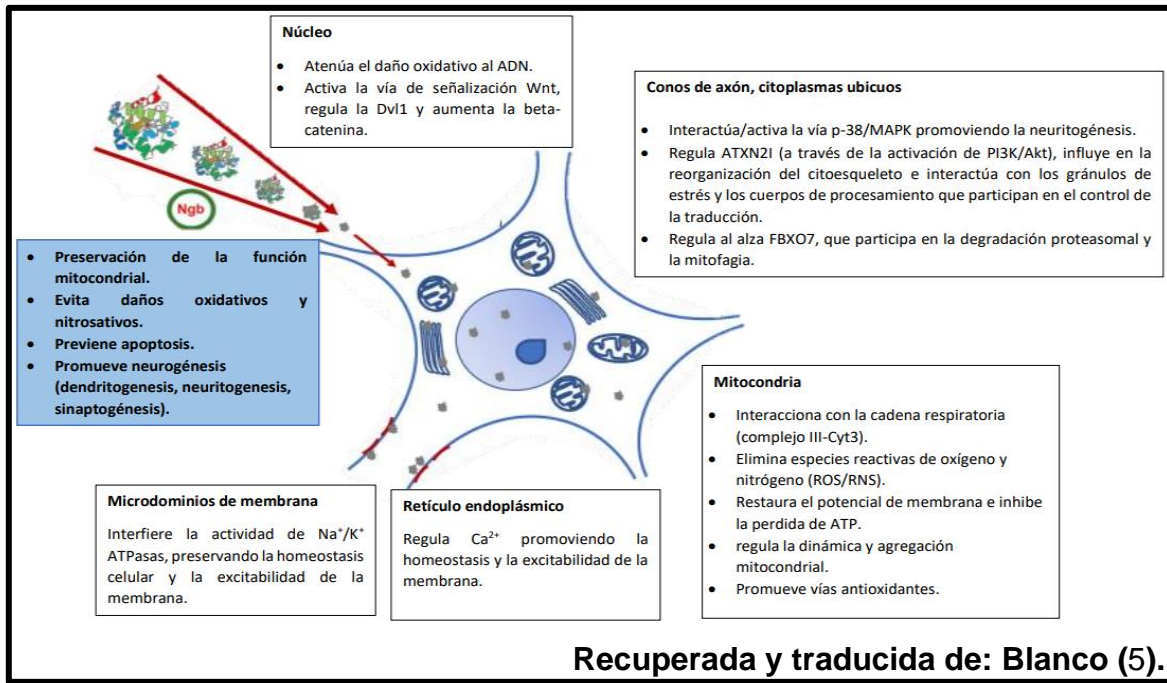 Núcleo
• Atenúa el daño oxidativo al ADN.
• Activa la vía de señalización Wnt,
regula la Dvl1 y aumenta la beta-
catenina.
Conos de axón, citoplasmas ubicuos
• Interactúa/activa la vía p-38/MAPK promoviendo la neuritogénesis.
• Regula ATXN2I (a través de la activación de PI3K/Akt), influye en la
reorganización del citoesqueleto e interactúa con los gránulos de
estrés y los cuerpos de procesamiento que participan en el control de
la traducción.
• Regula al alza FBXO7, que participa en la degradación proteasomal y
la mitofagia.
Ngb
• Preservación de la función
mitocondrial.
• Evita daños oxidativos y
nitrosativos.
• Previene apoptosis.
• Promueve neurogénesis
(dendritogenesis, neuritogenesis,
sinaptogénesis).
Mitocondria
• Interacciona con la cadena respiratoria
(complejo III-Cyt3).
• Elimina especies reactivas de oxígeno y
nitrógeno (ROS/RNS).
• Restaura el potencial de membrana e inhibe
la perdida de ATP.
• regula la dinámica y agregación
mitocondrial.
• Promueve vías antioxidantes.
Microdominios de membrana
Interfiere la actividad de Na⁺/K⁺
ATPasas, preservando la homeostasis
celular y la excitabilidad de la
membrana.
Retículo endoplásmico
Regula Ca²⁺ promoviendo la
homeostasis y la excitabilidad de la
membrana.
Recuperada y traducida de: Blanco (5).